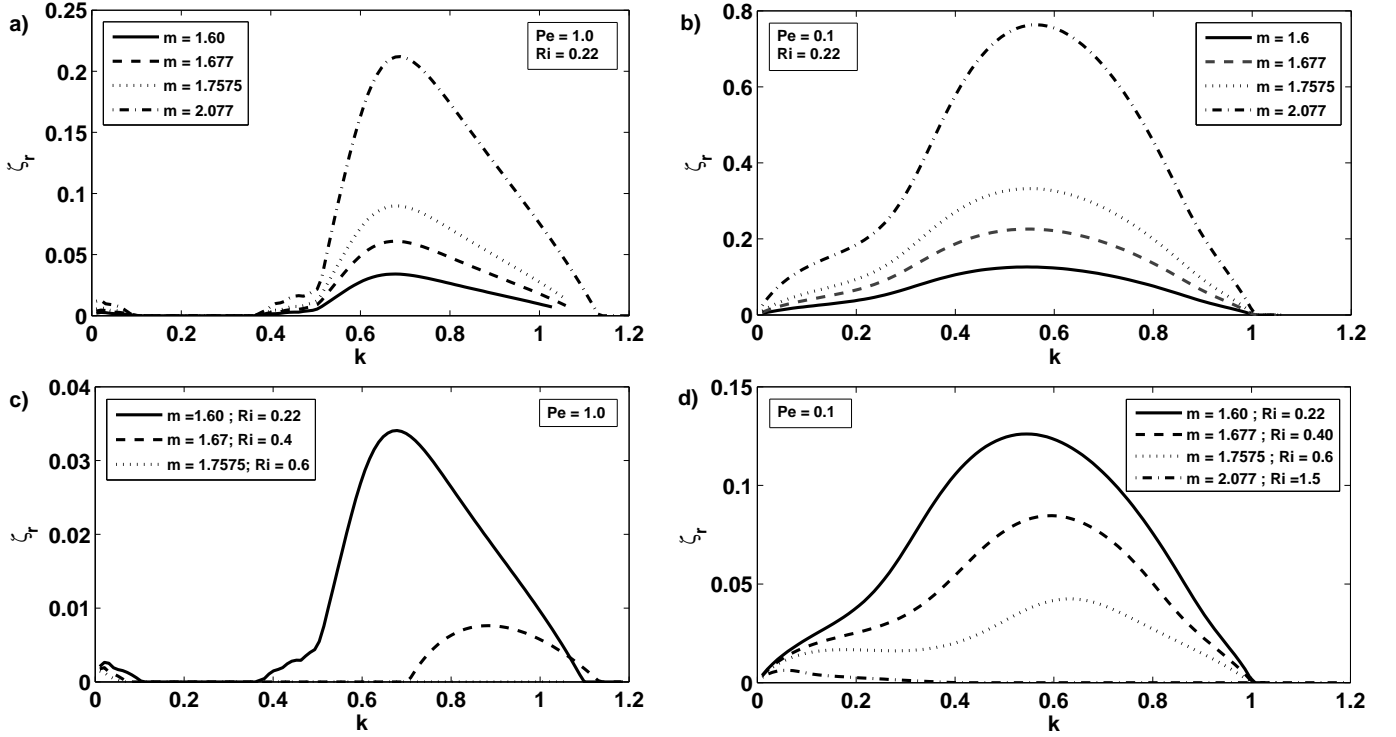 a)
m = 1.60
m = 1.677
m = 1.7575
m = 2.077
Pe = 1.0
Ri = 0.22
0.25
0.2
0.15
0.1
0.05
0
ζr
0 0.2 0.4 0.6 0.8 1 1.2
k
b)
Pe = 0.1
Ri = 0.22
m = 1.6
m = 1.677
m = 1.7575
m = 2.077
0.8
0.6
0.4
0.2
0
ζr
0 0.2 0.4 0.6 0.8 1 1.2
k
c)
m =1.60 ; Ri = 0.22
m = 1.67; Ri = 0.4
m = 1.7575; Ri = 0.6
Pe = 1.0
0.04
0.03
0.02
0.01
0
ζr
0 0.2 0.4 0.6 0.8 1 1.2
k
d)
Pe = 0.1
m = 1.60 ; Ri = 0.22
m = 1.677 ; Ri = 0.40
m = 1.7575 ; Ri = 0.6
m = 2.077 ; Ri =1.5
0.15
0.1
0.05
0
ζr
0 0.2 0.4 0.6 0.8 1 1.2
k